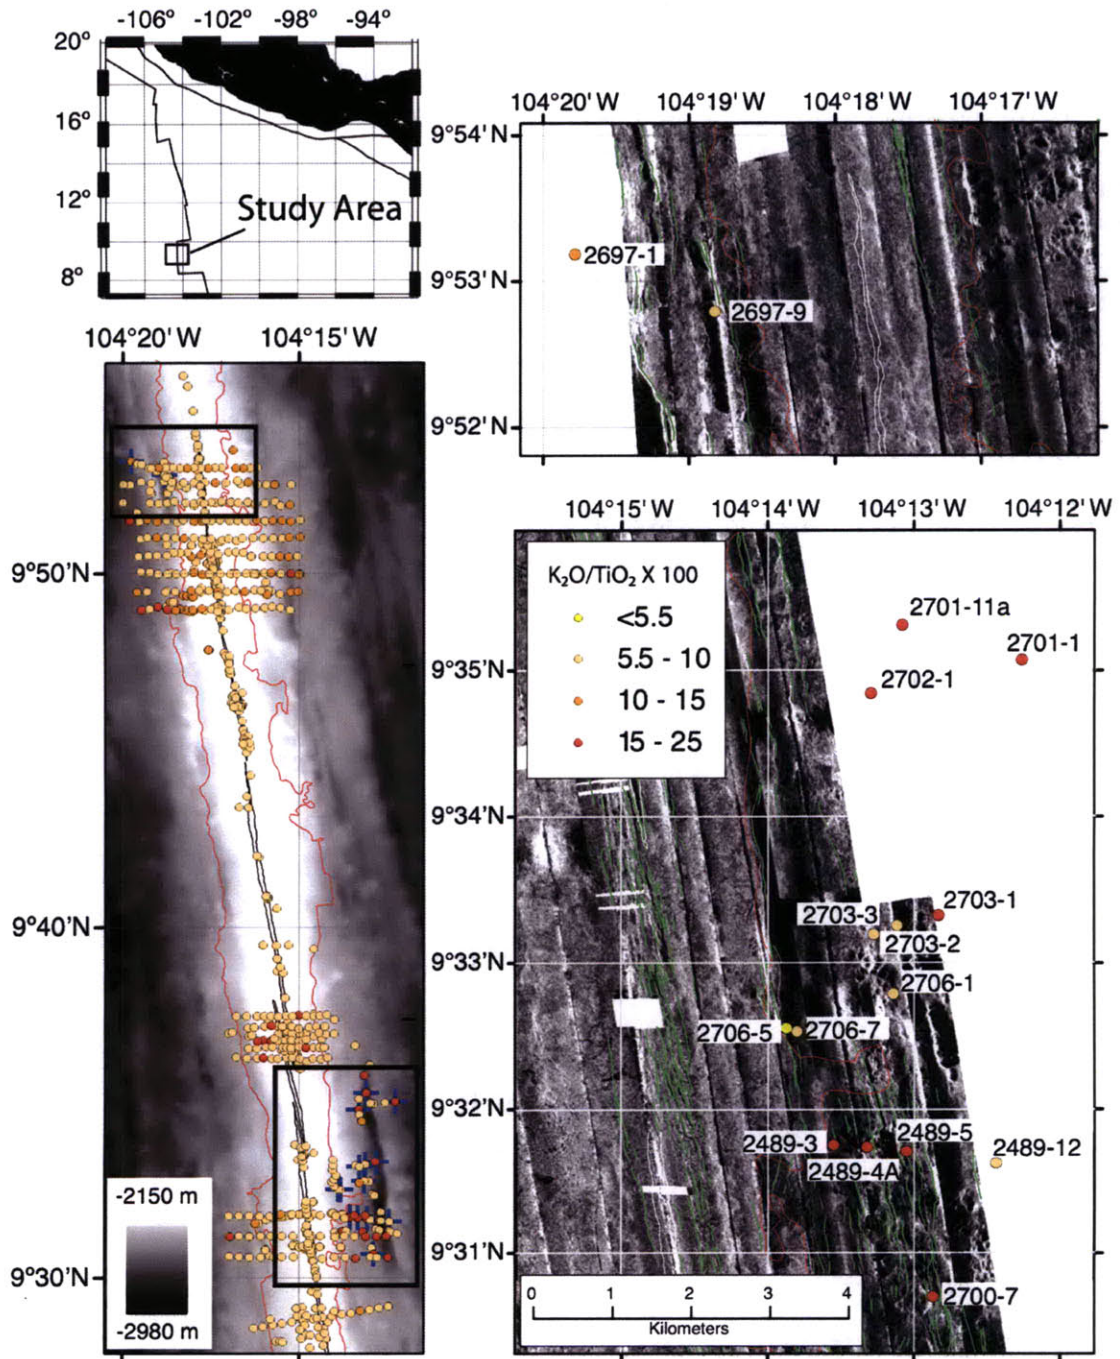 -106° -102° -98° -94°
20°
16°
12°
8°
Study Area
104°20' W 104°19' W 104°18' W 104°17' W
9°54' N
9°53' N
9°52' N
2697-1
2697-9
104°20' W 104°15' W
9°50'N
9°40'N
9°30'N
-2150 m
-2980 m
104°15' W 104°14' W 104°13' W 104°12' W
9°35'N
9°34'N
9°33'N
9°32'N
9°31'N
K₂O/TiO₂ X 100
<5.5
5.5 - 10
10 - 15
15 - 25
2701-11a
2701-1
2702-1
2703-1
2703-3
2703-2
2706-1
2706-5
2706-7
2489-3
2489-5
2489-4A
2489-12
2700-7
0 1 2 3 4
Kilometers